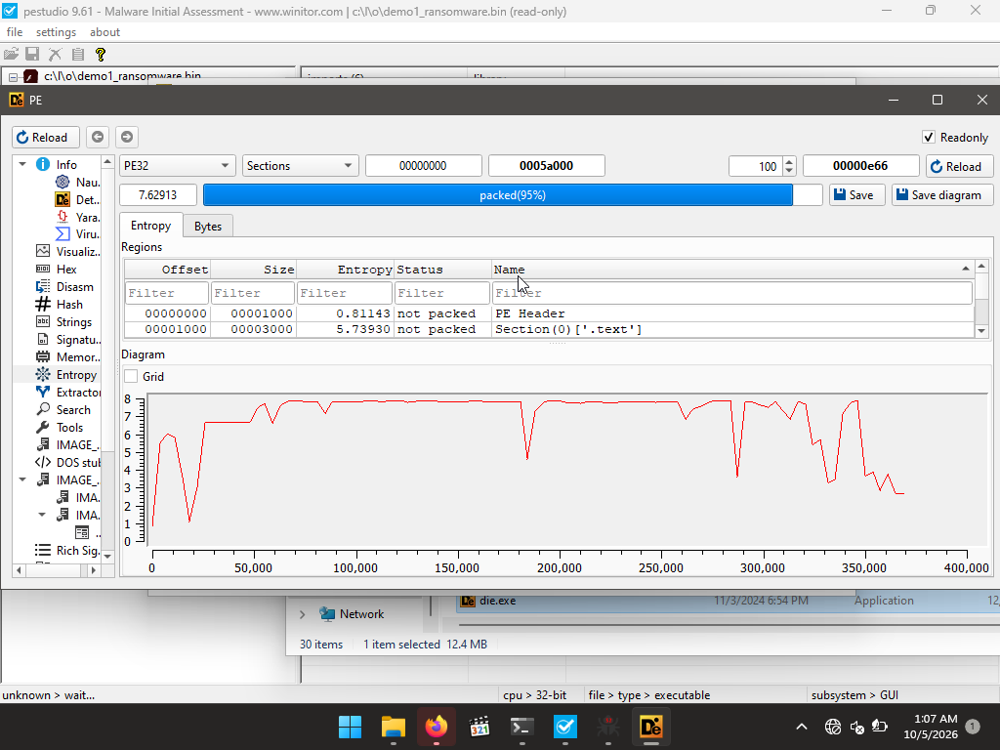 pestudio 9.61 - Malware Initial Assessment - www.winitor.com | c:\l\o\demo1_ransomware.bin (read-only)
file settings about
c:\l\o\demo1_ransomware.bin
imports (6) library
PE
Reload
Readonly
Info
Nau..
Det..
Yara..
Viru..
Visualiz..
Hex
Disasm
Hash
Strings
Signatu..
Memor..
Entropy
Extracto
Search
Tools
IMAGE_..
DOS stub
IMAGE_..
IMA..
IMA..
..
Rich Sig..
PE32 Sections 00000000 0005a000 100 00000e66 Reload
7.62913 packed(95%) Save Save diagram
Entropy Bytes
Regions
Offset Size Entropy Status Name
Filter Filter Filter Filter Filter
00000000 00001000 0.81143 not packed PE Header
00001000 00003000 5.73930 not packed Section(0)['.text']
Diagram
Grid
8
7
6
5
4
3
2
1
0
0 50,000 100,000 150,000 200,000 250,000 300,000 350,000 400,000
die.exe 11/3/2024 6:54 PM Application 12,
Network
30 items 1 item selected 12.4 MB
unknown > wait... cpu > 32-bit file > type > executable subsystem > GUI
321
1:07 AM
10/5/2026
1